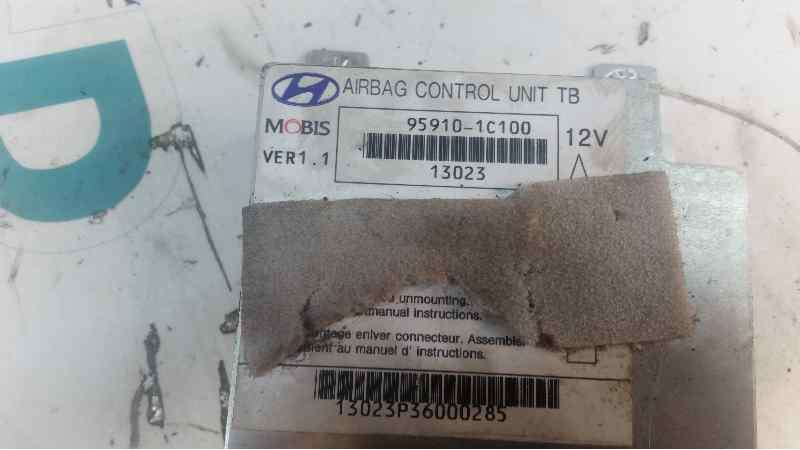 AIRBAG CONTROL UNIT TB
MOBIS 95910-1C100 12V
VER1.1 13023
unmounting.
manual instructions.
enlver connecteur. Assemble
au manuel d' instructions.
13023P36000285